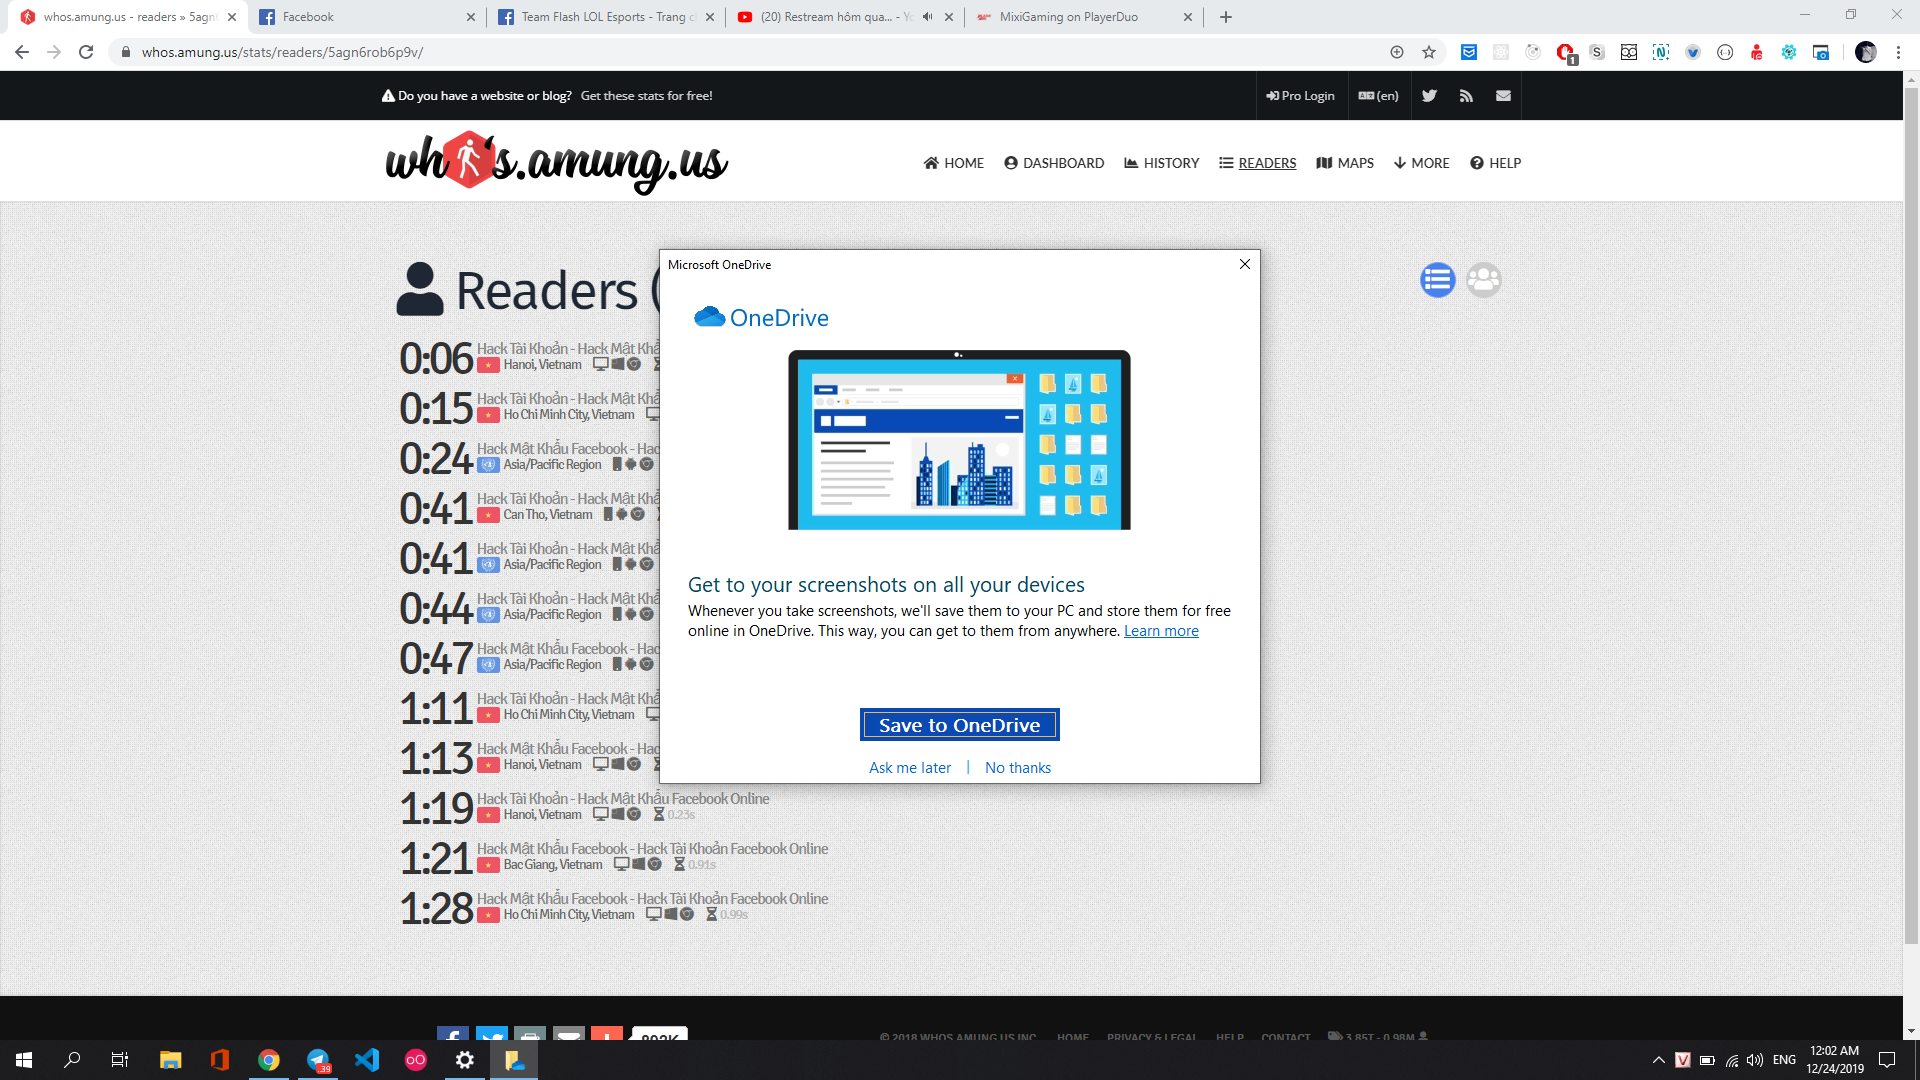 whos.amung.us - readers » 5agn6
Facebook
Team Flash LOL Esports - Trang c
(20) Restream hôm qua... - Yo
MixiGaming on PlayerDuo
whos.amung.us/stats/readers/5agn6rob6p9v/
1
Do you have a website or blog? Get these stats for free!
Pro Login
(en)
who's.amung.us
HOME
DASHBOARD
HISTORY
READERS
MAPS
MORE
HELP
Readers (
0:06
Hack Tài Khoản - Hack Mật Khẩ
Hanoi, Vietnam
0:15
Hack Tài Khoản - Hack Mật Khẩ
Ho Chi Minh City, Vietnam
0:24
Hack Mật Khẩu Facebook - Hac
Asia/Pacific Region
0:41
Hack Tài Khoản - Hack Mật Khẩ
Can Tho, Vietnam
0:41
Hack Tài Khoản - Hack Mật Khẩ
Asia/Pacific Region
0:44
Hack Tài Khoản - Hack Mật Khẩ
Asia/Pacific Region
0:47
Hack Mật Khẩu Facebook - Hac
Asia/Pacific Region
1:11
Hack Tài Khoản - Hack Mật Khẩ
Ho Chi Minh City, Vietnam
1:13
Hack Mật Khẩu Facebook - Hac
Hanoi, Vietnam
1:19
Hack Tài Khoản - Hack Mật Khẩu Facebook Online
Hanoi, Vietnam 0.23s
1:21
Hack Mật Khẩu Facebook - Hack Tài Khoản Facebook Online
Bac Giang, Vietnam 0.91s
1:28
Hack Mật Khẩu Facebook - Hack Tài Khoản Facebook Online
Ho Chi Minh City, Vietnam 0.99s
Microsoft OneDrive
OneDrive
Get to your screenshots on all your devices
Whenever you take screenshots, we'll save them to your PC and store them for free
online in OneDrive. This way, you can get to them from anywhere. Learn more
Save to OneDrive
Ask me later | No thanks
© 2018 WHOS AMUNG US INC
HOME
PRIVACY & LEGAL
HELP
CONTACT
3.85T - 0.98M
39
ENG
12:02 AM
12/24/2019